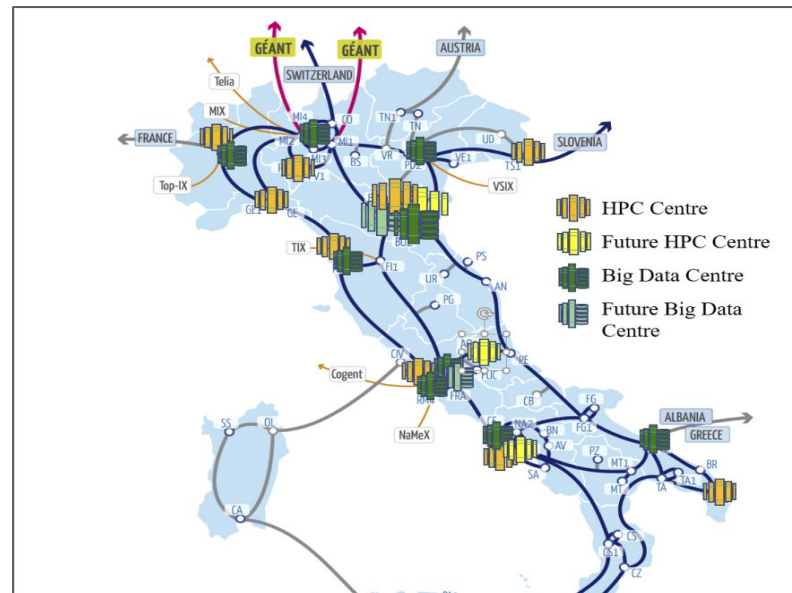 GÉANT
GÉANT
AUSTRIA
SWITZERLAND
Telia
MIX
MI4
CO
TN1
TN
UD
SLOVENIA
FRANCE
MI2
MI1
MI3
BS
VR
PD2
VE1
TS1
Top-IX
VSIX
GE1
GE
HPC Centre
Future HPC Centre
Big Data Centre
Future Big Data
Centre
TIX
FI1
PS
UR
AN
PG
CIV
PE
Cogent
RM4
FRA
CB
NaMeX
FG
FG1
ALBANIA
GREECE
SS
OL
NA2
BN
AV
PZ
MT1
BR
SA
MT
TA
TA1
CA
CS
CS1
CZ